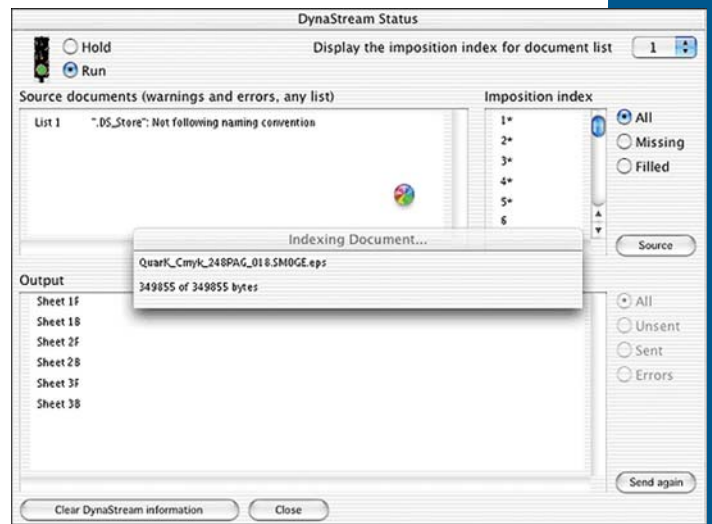 DynaStream Status
Hold
Run
Display the imposition index for document list 1
Source documents (warnings and errors, any list)
List 1 ".DS_Store": Not following naming convention
Imposition index
1*
2*
3*
4*
5*
6
All
Missing
Filled
Source
Indexing Document...
QuarK_Cmyk_248PAG_018.SM0GE.eps
349855 of 349855 bytes
Output
Sheet 1F
Sheet 1B
Sheet 2F
Sheet 2B
Sheet 3F
Sheet 3B
All
Unsent
Sent
Errors
Send again
Clear DynaStream information
Close